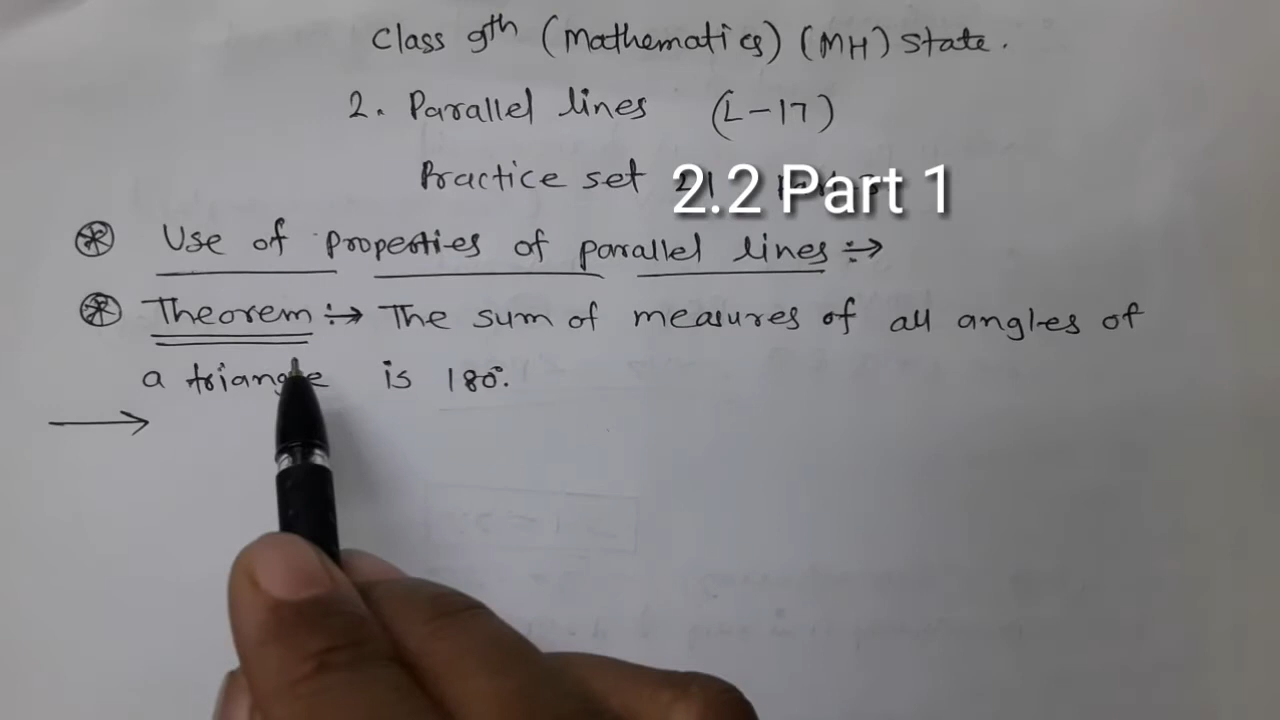 Class 9th (Mathematics) (MH) State.
2. Parallel lines (L-17)
Practice set 2.2 Part 1
Use of properties of parallel lines :→
Theorem :→ The sum of measures of all angles of
a triangle is 180°.